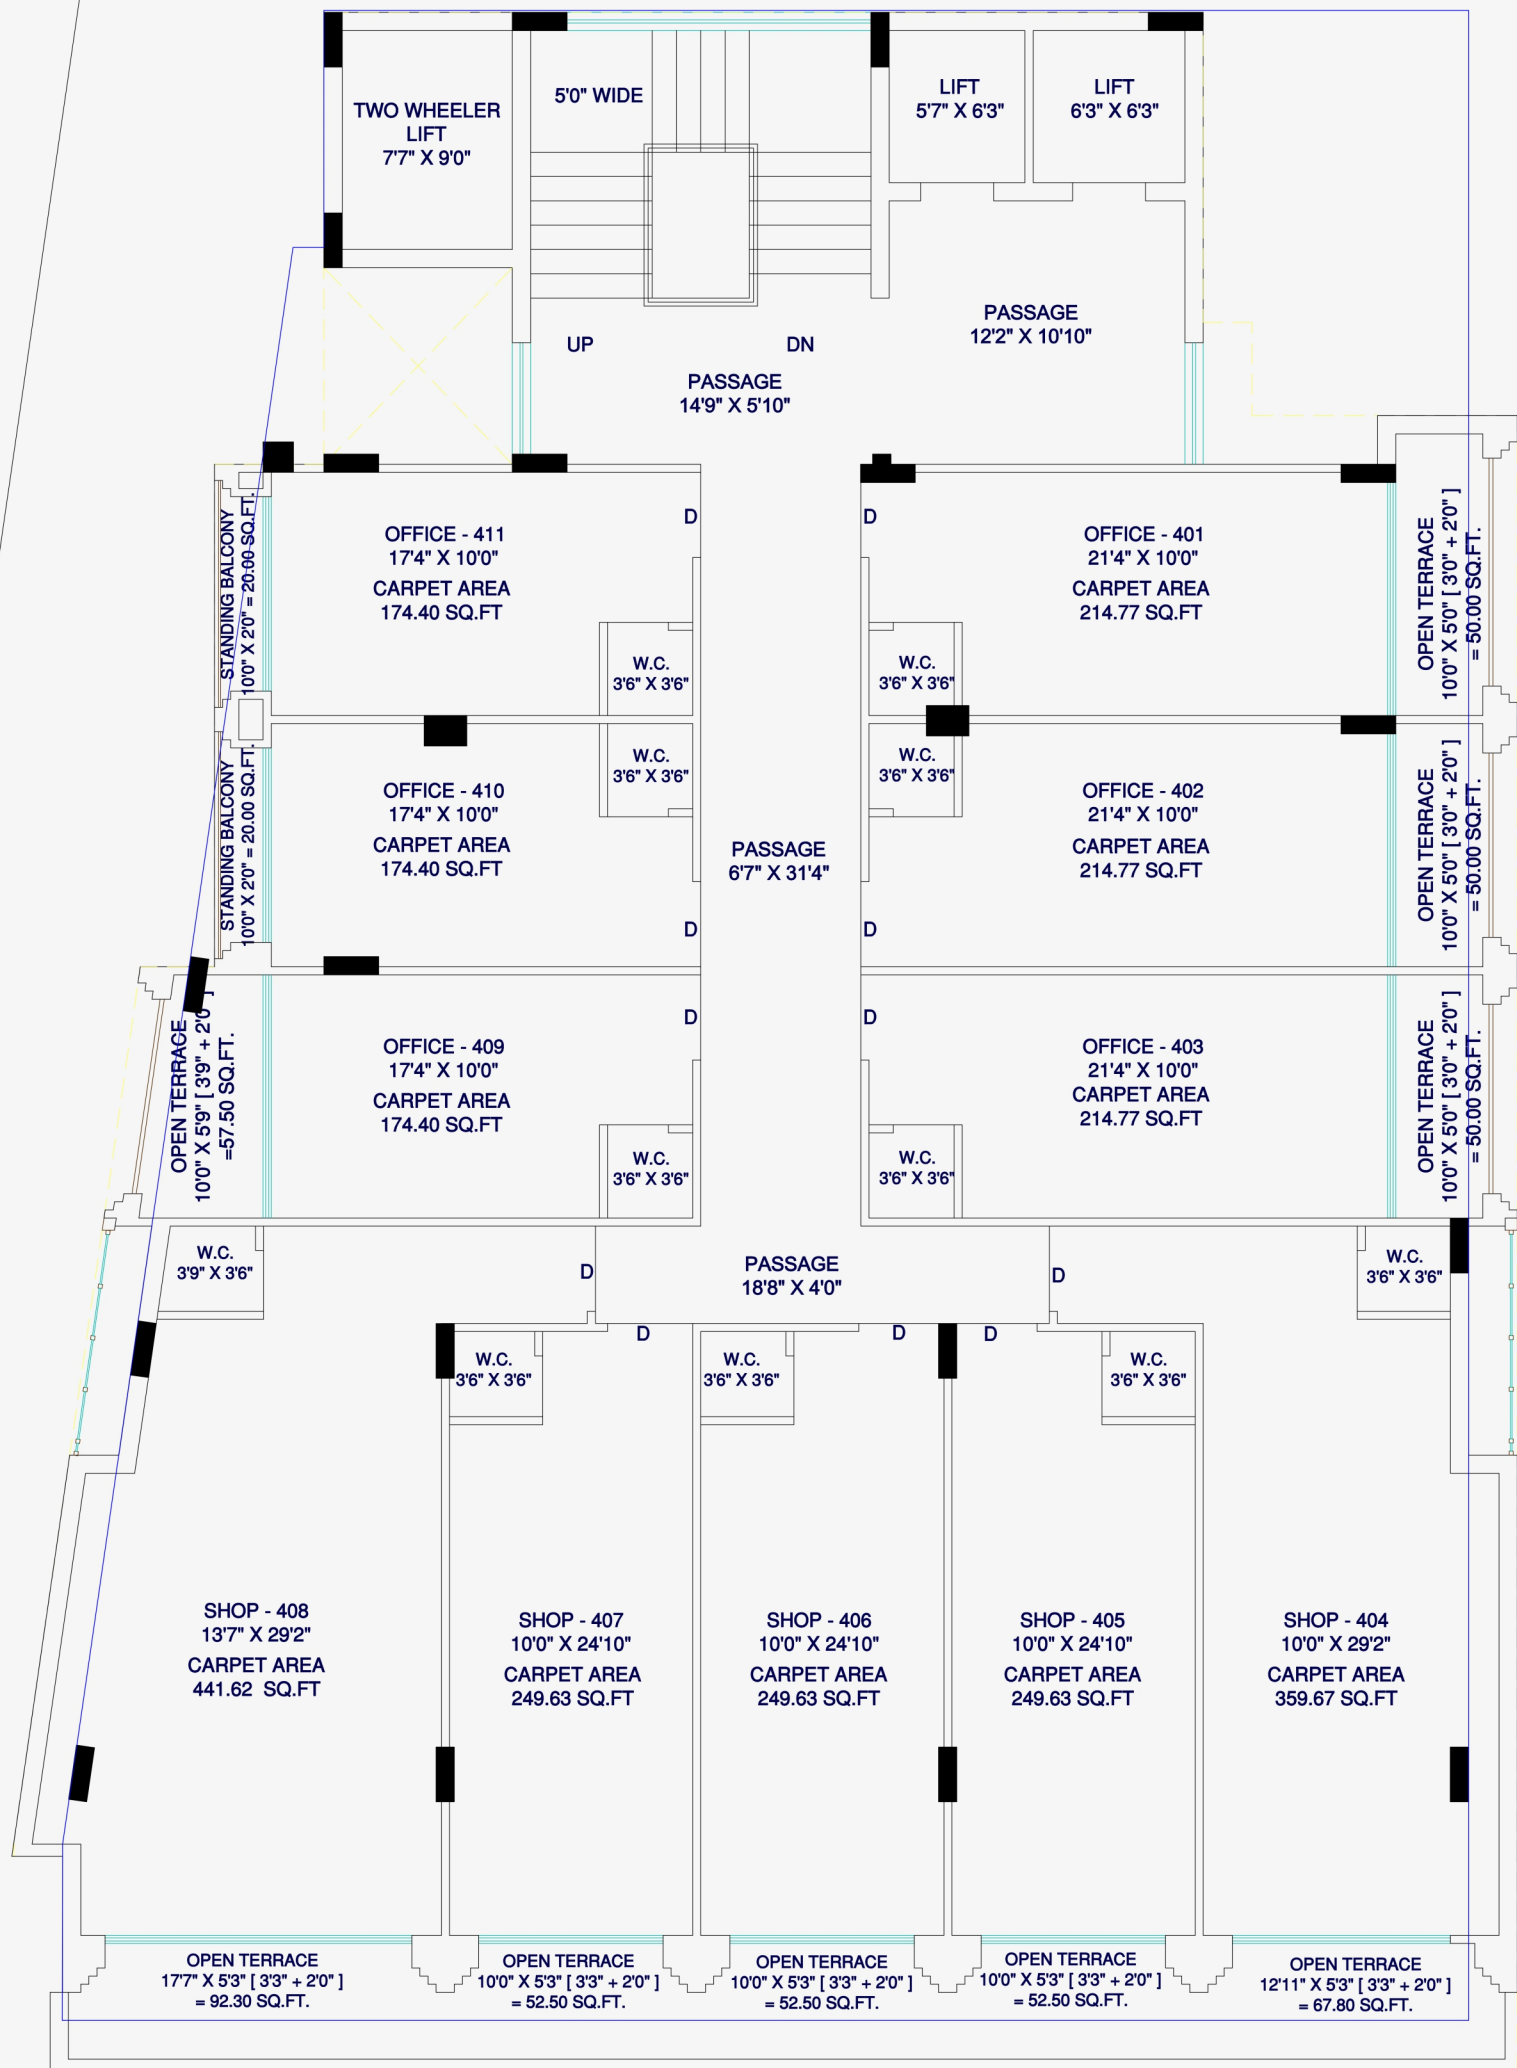 TWO WHEELER
LIFT
7'7" X 9'0"
5'0" WIDE
LIFT
5'7" X 6'3"
LIFT
6'3" X 6'3"
PASSAGE
12'2" X 10'10"
UP
DN
PASSAGE
14'9" X 5'10"
STANDING BALCONY
10'0" X 2'0" = 20.00 SQ.FT.
OFFICE - 411
17'4" X 10'0"
CARPET AREA
174.40 SQ.FT
D
W.C.
3'6" X 3'6"
D
OFFICE - 401
21'4" X 10'0"
CARPET AREA
214.77 SQ.FT
W.C.
3'6" X 3'6"
OPEN TERRACE
10'0" X 5'0" [ 3'0" + 2'0" ]
= 50.00 SQ.FT.
STANDING BALCONY
10'0" X 2'0" = 20.00 SQ.FT.
OFFICE - 410
17'4" X 10'0"
CARPET AREA
174.40 SQ.FT
W.C.
3'6" X 3'6"
D
PASSAGE
6'7" X 31'4"
W.C.
3'6" X 3'6"
D
OFFICE - 402
21'4" X 10'0"
CARPET AREA
214.77 SQ.FT
OPEN TERRACE
10'0" X 5'0" [ 3'0" + 2'0" ]
= 50.00 SQ.FT.
OPEN TERRACE
10'0" X 5'9" [ 3'9" + 2'0" ]
=57.50 SQ.FT.
OFFICE - 409
17'4" X 10'0"
CARPET AREA
174.40 SQ.FT
D
W.C.
3'6" X 3'6"
D
OFFICE - 403
21'4" X 10'0"
CARPET AREA
214.77 SQ.FT
W.C.
3'6" X 3'6"
OPEN TERRACE
10'0" X 5'0" [ 3'0" + 2'0" ]
= 50.00 SQ.FT.
W.C.
3'9" X 3'6"
D
PASSAGE
18'8" X 4'0"
D
W.C.
3'6" X 3'6"
D
D
D
W.C.
3'6" X 3'6"
W.C.
3'6" X 3'6"
W.C.
3'6" X 3'6"
SHOP - 408
13'7" X 29'2"
CARPET AREA
441.62 SQ.FT
SHOP - 407
10'0" X 24'10"
CARPET AREA
249.63 SQ.FT
SHOP - 406
10'0" X 24'10"
CARPET AREA
249.63 SQ.FT
SHOP - 405
10'0" X 24'10"
CARPET AREA
249.63 SQ.FT
SHOP - 404
10'0" X 29'2"
CARPET AREA
359.67 SQ.FT
OPEN TERRACE
17'7" X 5'3" [ 3'3" + 2'0" ]
= 92.30 SQ.FT.
OPEN TERRACE
10'0" X 5'3" [ 3'3" + 2'0" ]
= 52.50 SQ.FT.
OPEN TERRACE
10'0" X 5'3" [ 3'3" + 2'0" ]
= 52.50 SQ.FT.
OPEN TERRACE
10'0" X 5'3" [ 3'3" + 2'0" ]
= 52.50 SQ.FT.
OPEN TERRACE
12'11" X 5'3" [ 3'3" + 2'0" ]
= 67.80 SQ.FT.